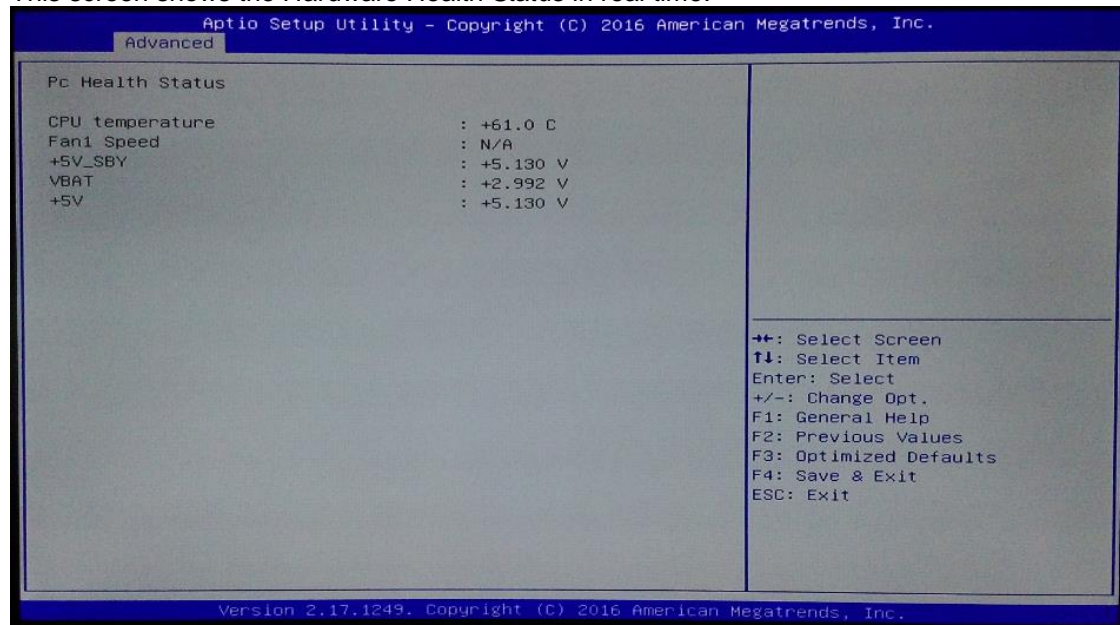 This screen shows the Hardware Health Status in real time.
Aptio Setup Utility – Copyright (C) 2016 American Megatrends, Inc.
Advanced
Pc Health Status
CPU temperature : +61.0 C
Fan1 Speed : N/A
+5V_SBY : +5.130 V
VBAT : +2.992 V
+5V : +5.130 V
→←: Select Screen
↑↓: Select Item
Enter: Select
+/-: Change Opt.
F1: General Help
F2: Previous Values
F3: Optimized Defaults
F4: Save & Exit
ESC: Exit
Version 2.17.1249. Copyright (C) 2016 American Megatrends, Inc.